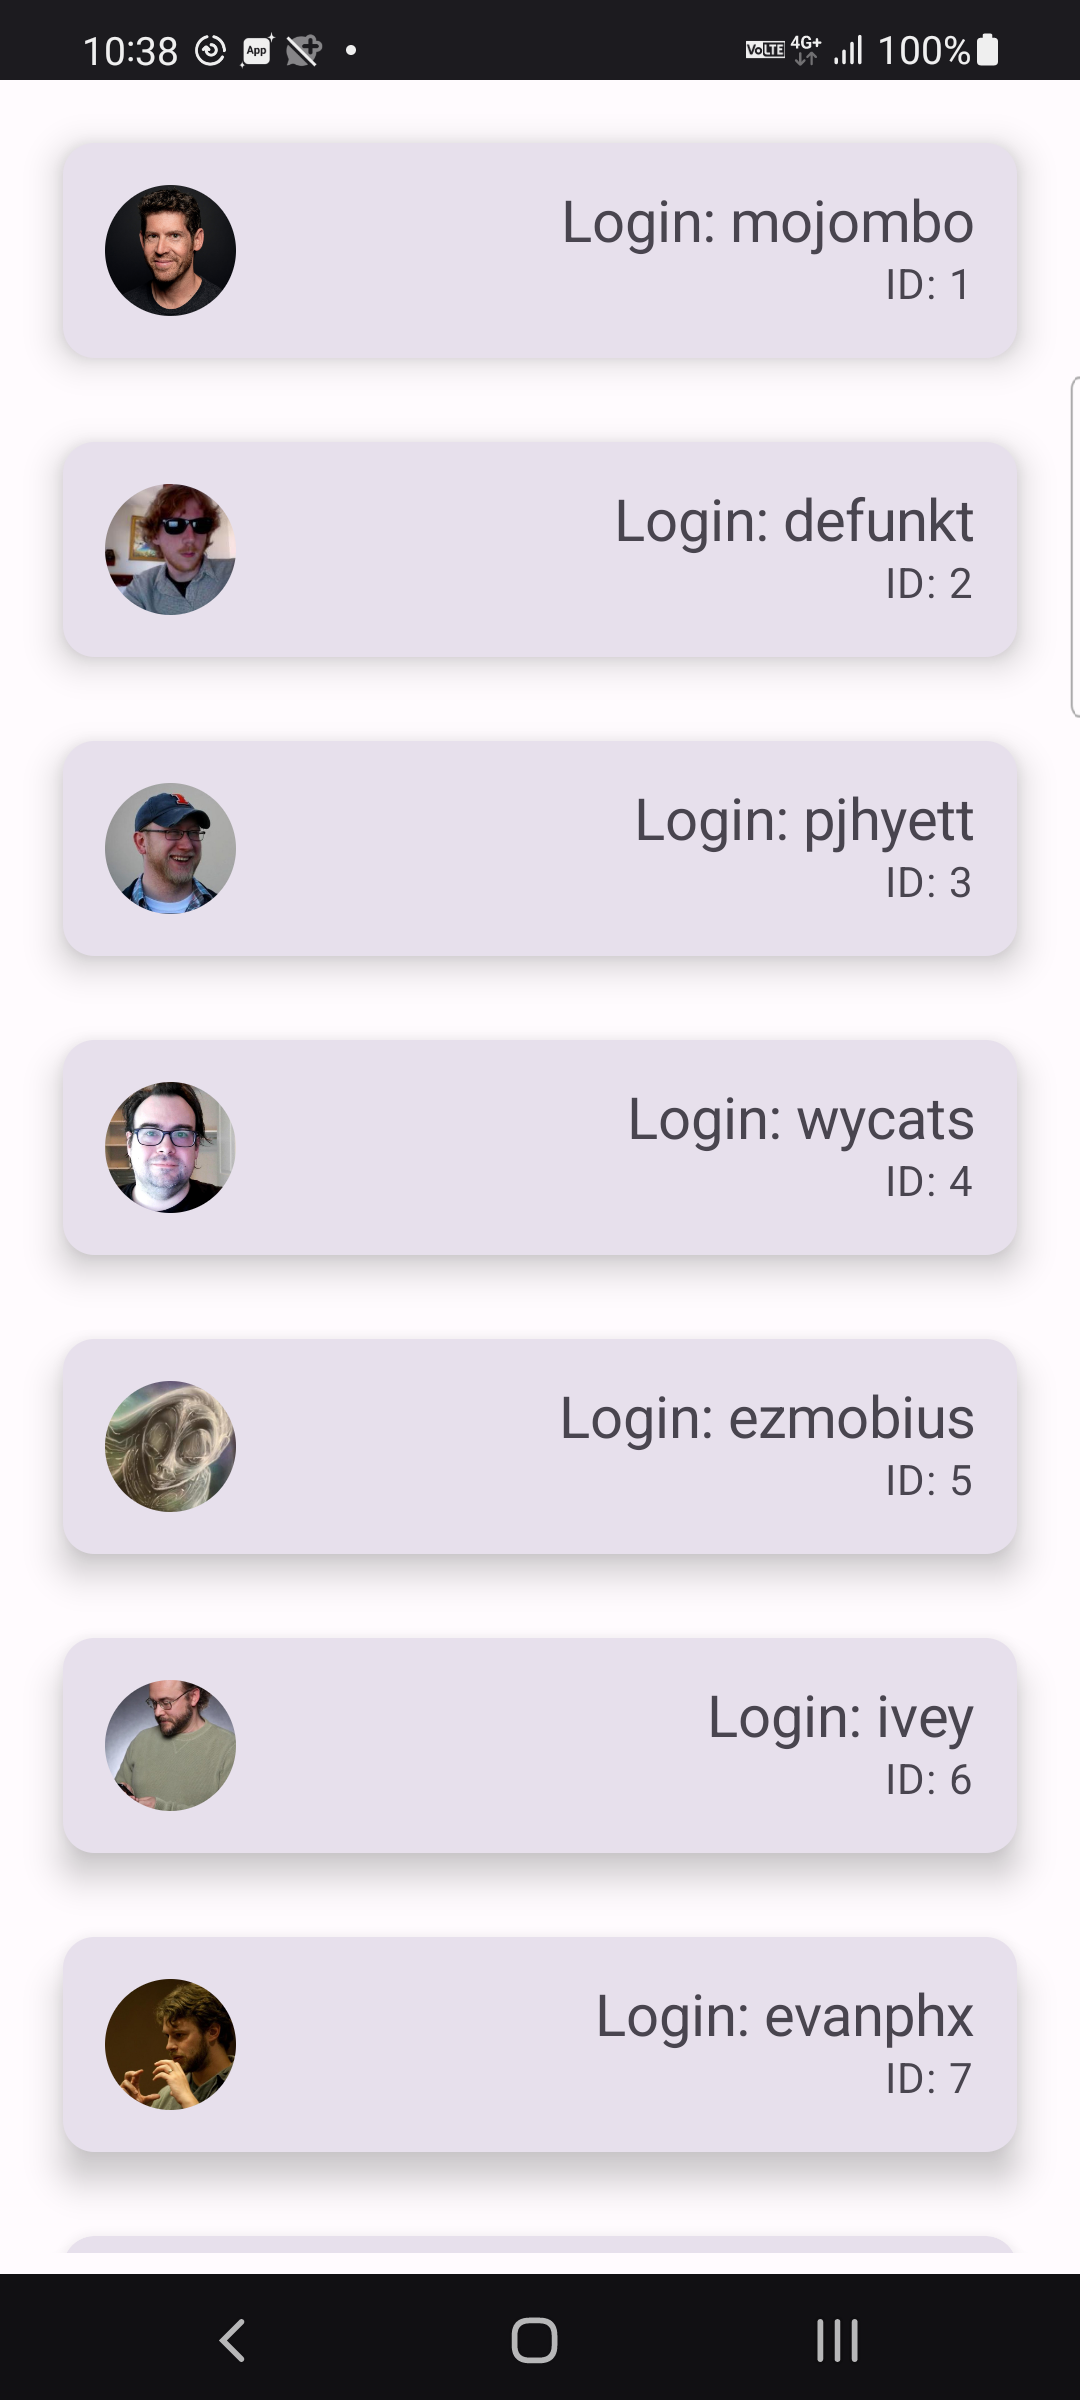 10:38
App
VoLTE 4G+ 100%
Login: mojombo
ID: 1
Login: defunkt
ID: 2
Login: pjhyett
ID: 3
Login: wycats
ID: 4
Login: ezmobius
ID: 5
Login: ivey
ID: 6
Login: evanphx
ID: 7